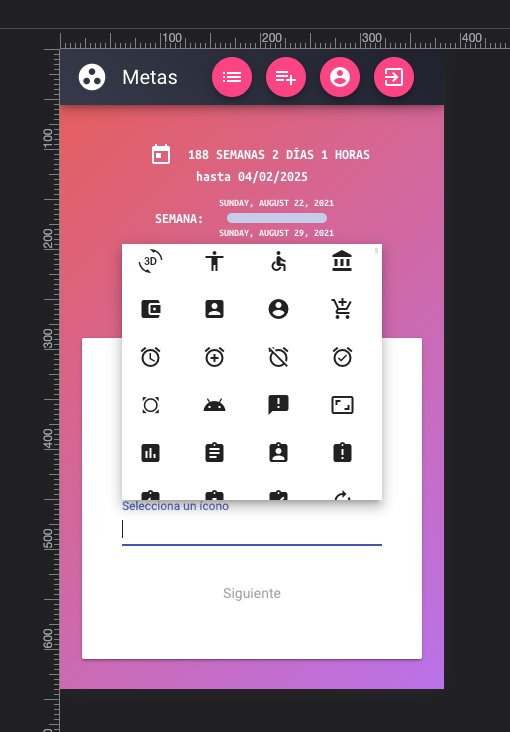 100
200
300
400
Metas
100
188 SEMANAS 2 DÍAS 1 HORAS
hasta 04/02/2025
SUNDAY, AUGUST 22, 2021
SEMANA:
SUNDAY, AUGUST 29, 2021
200
3D
300
400
Selecciona un ícono
500
Siguiente
600